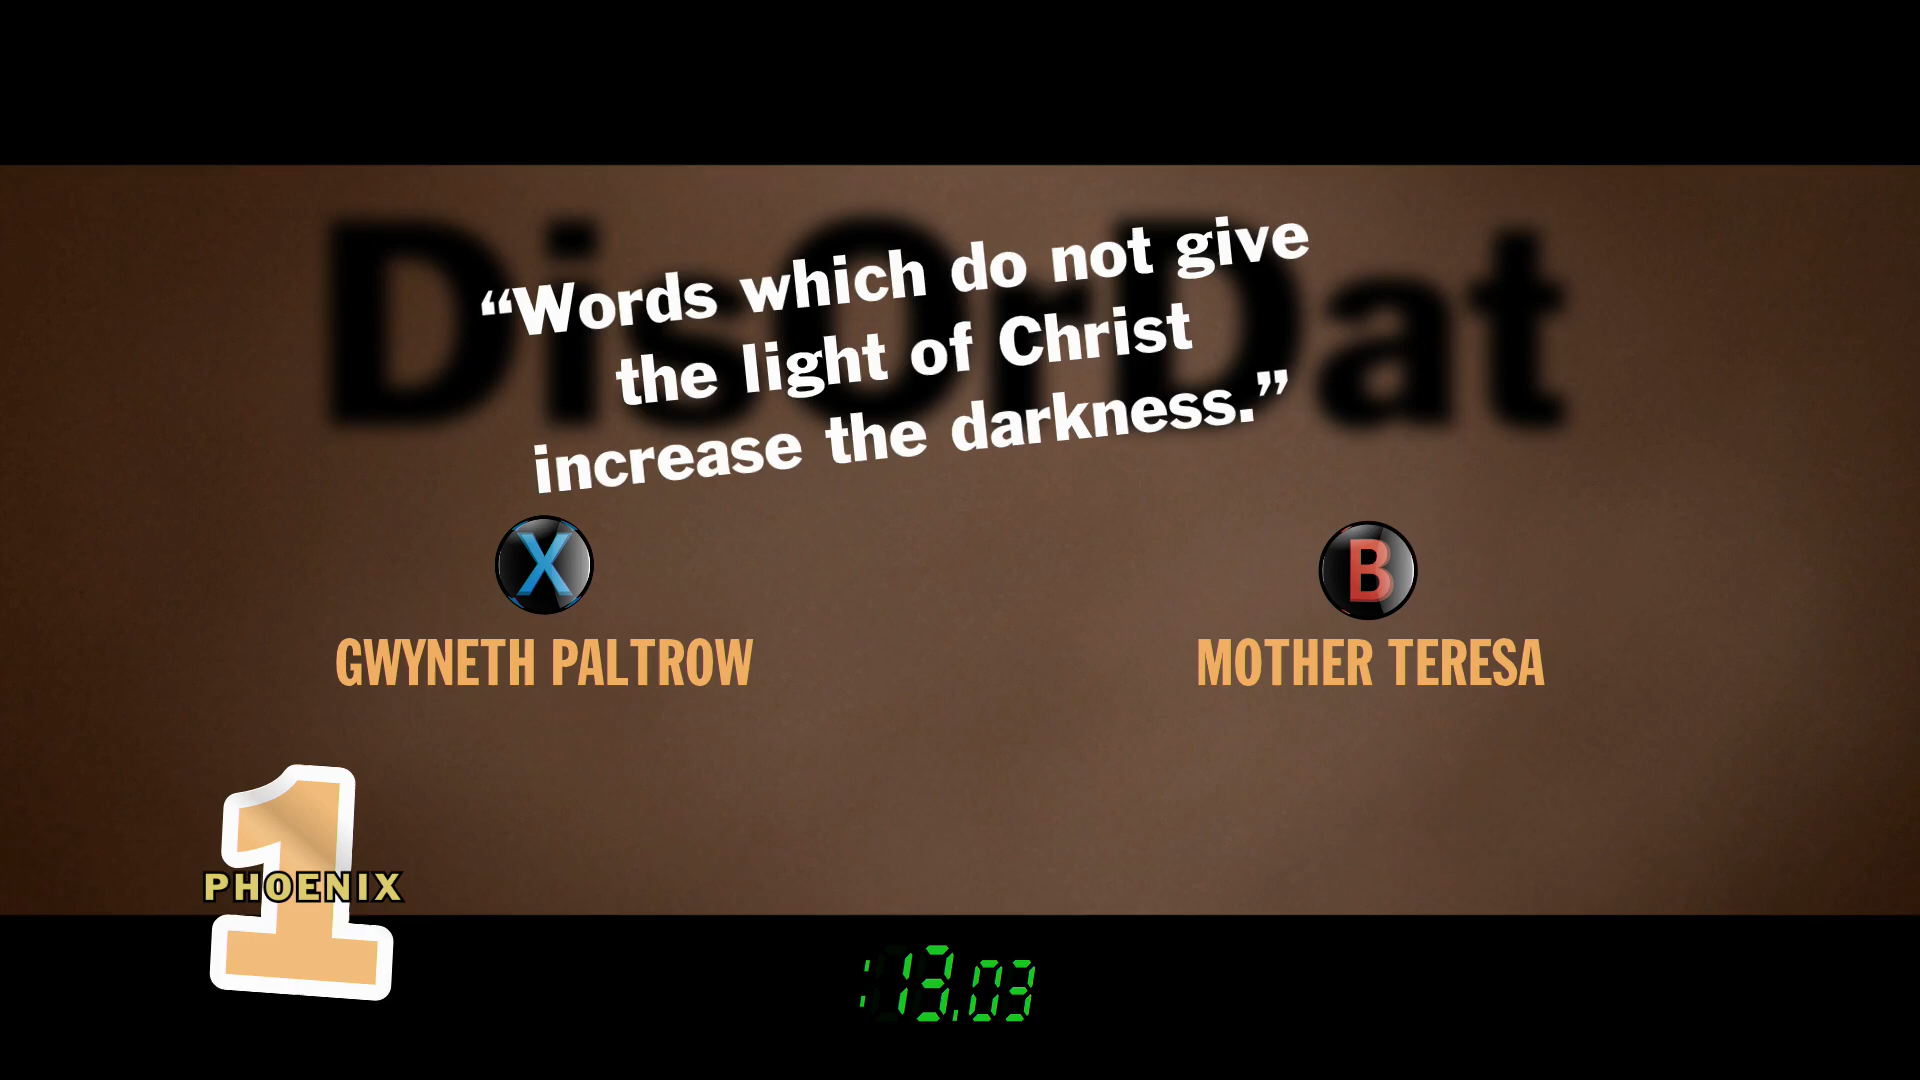 DisOrDat
“Words which do not give
the light of Christ
increase the darkness.”
X
B
GWYNETH PALTROW
MOTHER TERESA
1
PHOENIX
:13.03